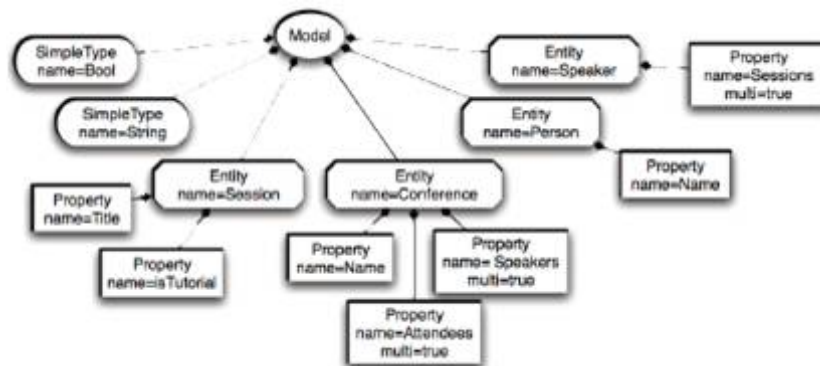 Model
SimpleType
name=Bool
SimpleType
name=String
Entity
name=Speaker
Property
name=Sessions
multi=true
Entity
name=Person
Property
name=Name
Entity
name=Session
Property
name=Title
Property
name=isTutorial
Entity
name=Conference
Property
name=Name
Property
name= Speakers
multi=true
Property
name=Attendees
multi=true